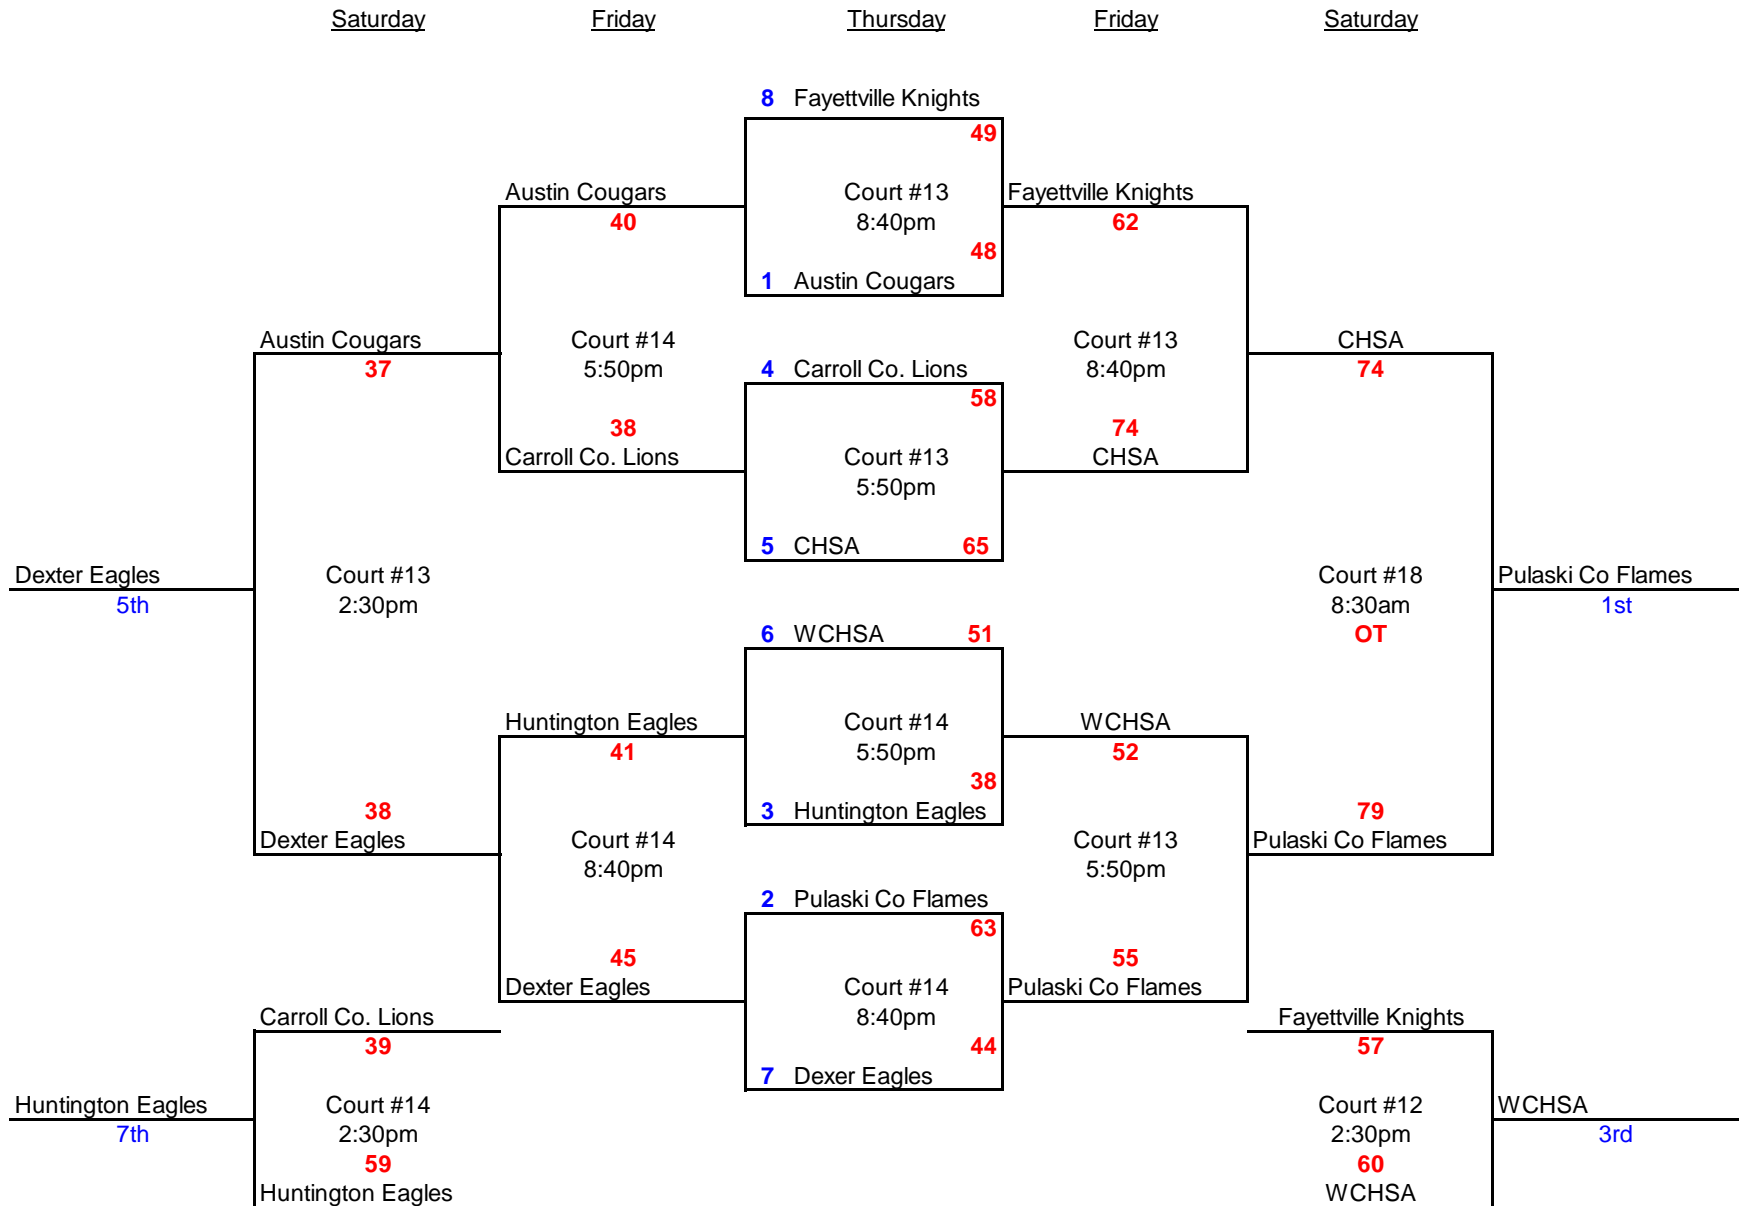 Saturday Friday Thursday Friday Saturday
8 Fayettville Knights
49
Austin Cougars Court #13 Fayettville Knights
40 8:40pm 62
48
1 Austin Cougars
Austin Cougars Court #14 Court #13 CHSA
37 5:50pm 4 Carroll Co. Lions 8:40pm 74
58
38 74
Carroll Co. Lions Court #13 CHSA
5:50pm
5 CHSA 65
Dexter Eagles Court #13 Court #18 Pulaski Co Flames
5th 2:30pm 8:30am 1st
6 WCHSA 51 OT
Huntington Eagles Court #14 WCHSA
41 5:50pm 52
38
38 3 Huntington Eagles 79
Dexter Eagles Court #14 Court #13 Pulaski Co Flames
8:40pm 5:50pm
2 Pulaski Co Flames
63
45 55
Dexter Eagles Court #14 Pulaski Co Flames
Carroll Co. Lions 8:40pm Fayettville Knights
39 44 57
7 Dexer Eagles
Huntington Eagles Court #14 Court #12 WCHSA
7th 2:30pm 2:30pm 3rd
59 60
Huntington Eagles WCHSA